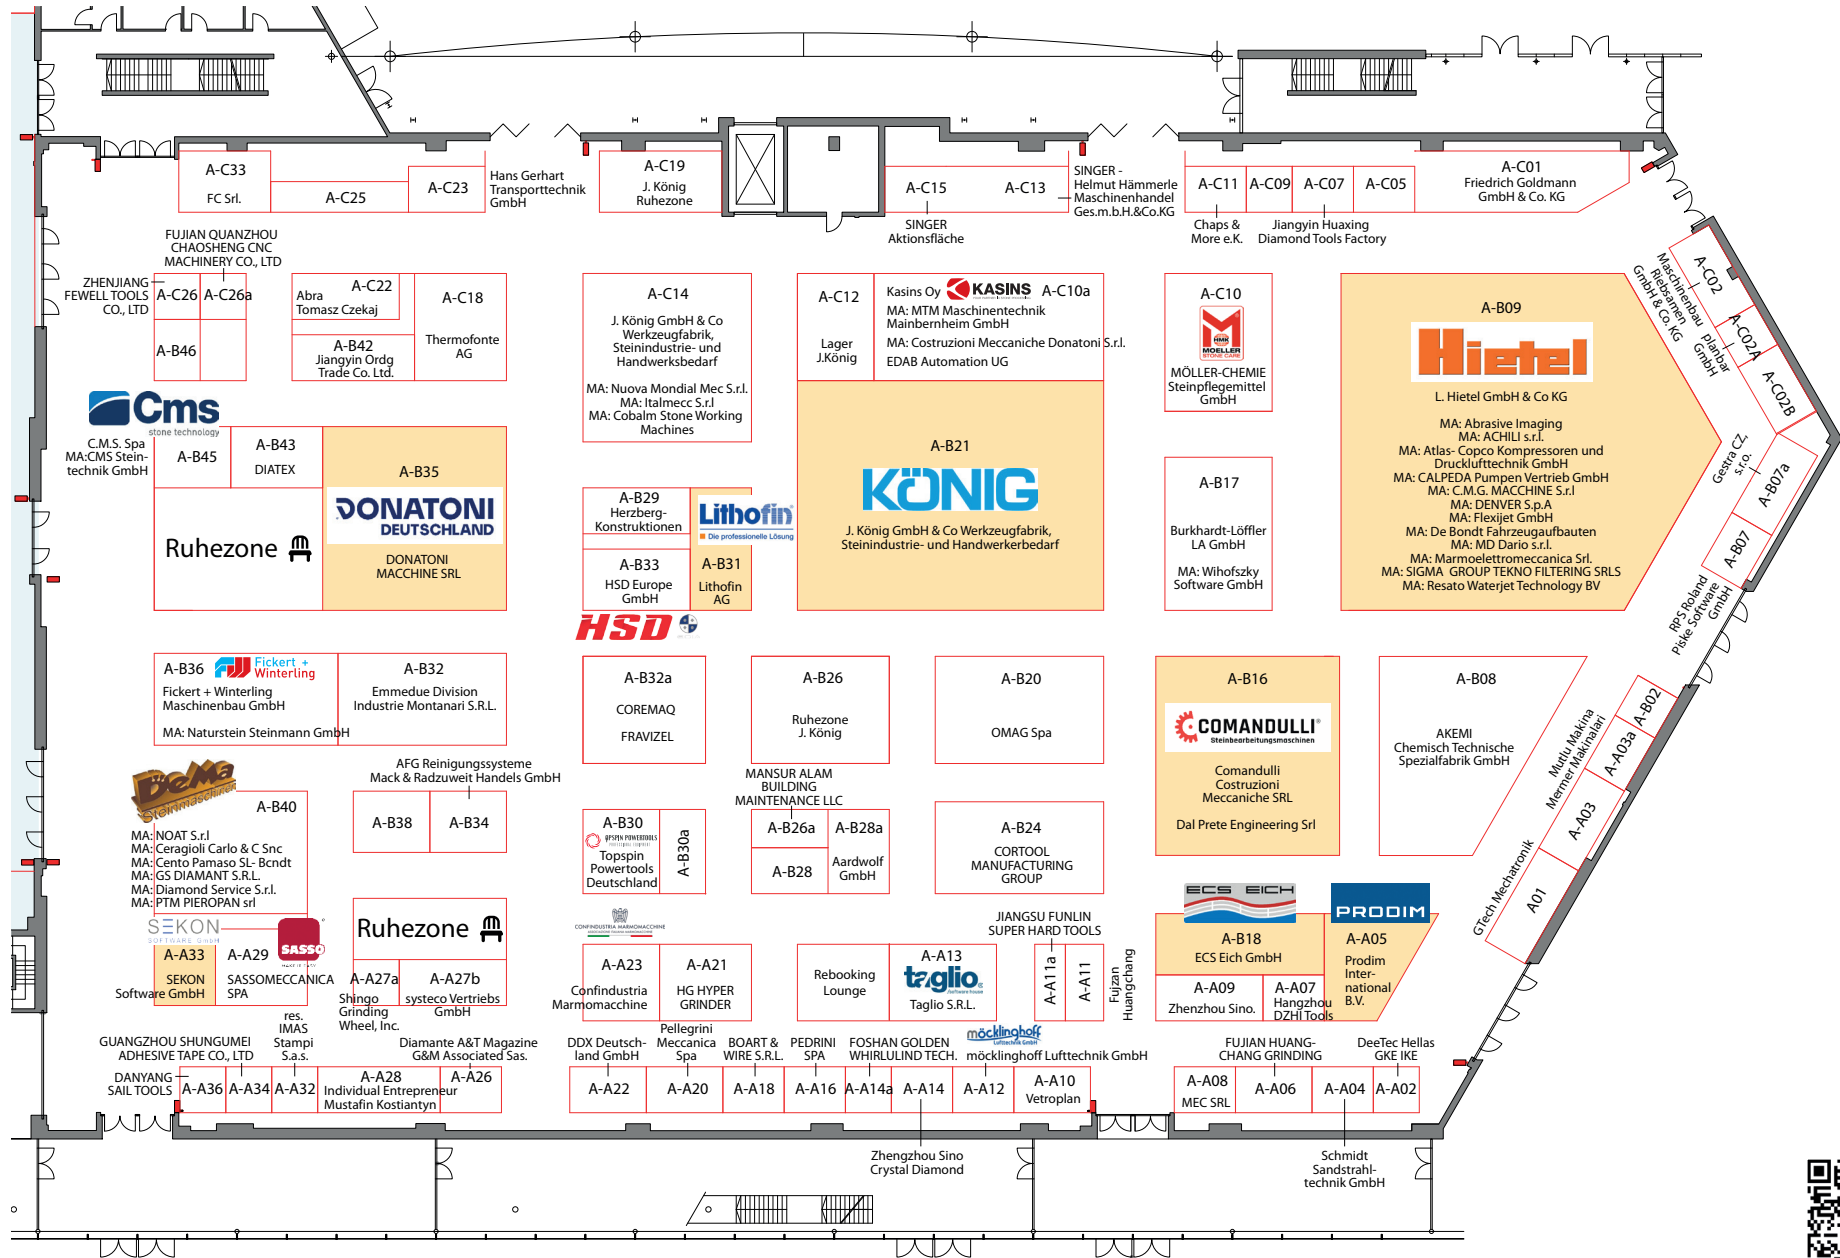 A-C33
FC Srl.
A-C25
A-C23
Hans Gerhart
Transporttechnik
GmbH
A-C19
J. König
Ruhezone
A-C15
SINGER
Aktionsfläche
A-C13
SINGER -
Helmut Hämmerle
Maschinenhandel
Ges.m.b.H.&Co.KG
A-C11
Chaps &
More e.K.
A-C09
A-C07
Jiangyin Huaxing
Diamond Tools Factory
A-C05
A-C01
Friedrich Goldmann
GmbH & Co. KG
FUJIAN QUANZHOU
CHAOSHENG CNC
MACHINERY CO., LTD
ZHENJIANG
FEWELL TOOLS
CO., LTD
A-C26
A-C26a
A-B46
A-C22
Abra
Tomasz Czekaj
A-B42
Jiangyin Ordg
Trade Co. Ltd.
A-C18
Thermofonte
AG
A-C14
J. König GmbH & Co
Werkzeugfabrik,
Steinindustrie- und
Handwerksbedarf
MA: Nuova Mondial Mec S.r.l.
MA: Italmecc S.r.l
MA: Cobalm Stone Working
Machines
A-C12
Lager
J.König
Kasins Oy
KASINS
A-C10a
MA: MTM Maschinentechnik
Mainbernheim GmbH
MA: Costruzioni Meccaniche Donatoni S.r.l.
EDAB Automation UG
A-C10
HMK
MOELLER
STONE CARE
MÖLLER-CHEMIE
Steinpflegemittel
GmbH
A-B09
Hietel
L. Hietel GmbH & Co KG
MA: Abrasive Imaging
MA: ACHILI s.r.l.
MA: Atlas- Copco Kompressoren und
Drucklufttechnik GmbH
MA: CALPEDA Pumpen Vertrieb GmbH
MA: C.M.G. MACCHINE S.r.l
MA: DENVER S.p.A
MA: Flexijet GmbH
MA: De Bondt Fahrzeugaufbauten
MA: MD Dario s.r.l.
MA: Marmoelettromeccanica Srl.
MA: SIGMA GROUP TEKNO FILTERING SRLS
MA: Resato Waterjet Technology BV
A-C02
Maschinenbau
Riebsamen
GmbH & Co. KG
A-C02A
planbar
GmbH
A-C02B
Gestra CZ,
s.r.o.
A-B07a
A-B07
RPS Roland
Piske Software
GmbH
Cms
stone technology
C.M.S. Spa
MA:CMS Stein-
technik GmbH
A-B45
A-B43
DIATEX
Ruhezone
A-B35
DONATONI
DEUTSCHLAND
DONATONI
MACCHINE SRL
A-B29
Herzberg-
Konstruktionen
A-B33
HSD Europe
GmbH
HSD
Lithofin
Die professionelle Lösung
A-B31
Lithofin
AG
A-B21
KÖNIG
J. König GmbH & Co Werkzeugfabrik,
Steinindustrie- und Handwerkerbedarf
A-B17
Burkhardt-Löffler
LA GmbH
MA: Wihofszky
Software GmbH
A-B36
Fickert +
Winterling
Fickert + Winterling
Maschinenbau GmbH
MA: Naturstein Steinmann GmbH
A-B32
Emmedue Division
Industrie Montanari S.R.L.
A-B32a
COREMAQ
FRAVIZEL
A-B26
Ruhezone
J. König
A-B20
OMAG Spa
A-B16
COMANDULLI
Steinbearbeitungsmaschinen
Comandulli
Costruzioni
Meccaniche SRL
Dal Prete Engineering Srl
A-B08
AKEMI
Chemisch Technische
Spezialfabrik GmbH
A-B02
Mutlu Makina
Mermer Makinalari
A-A03a
A-A03
GTech Mechatronik
A01
DeMa
Steinmaschinen
A-B40
MA: NOAT S.r.l
MA: Ceragioli Carlo & C Snc
MA: Cento Pamaso SL- Bcndt
MA: GS DIAMANT S.R.L.
MA: Diamond Service S.r.l.
MA: PTM PIEROPAN srl
AFG Reinigungssysteme
Mack & Radzuweit Handels GmbH
A-B38
A-B34
A-B30
UPSPIN POWERTOOLS
Topspin
Powertools
Deutschland
A-B30a
MANSUR ALAM
BUILDING
MAINTENANCE LLC
A-B26a
A-B28
A-B28a
Aardwolf
GmbH
A-B24
CORTOOL
MANUFACTURING
GROUP
SEKON
SOFTWARE GmbH
A-A33
SEKON
Software GmbH
A-A29
SASSO
SASSOMECCANICA
SPA
Ruhezone
A-A27a
Shingo
Grinding
Wheel, Inc.
A-A27b
systeco Vertriebs
GmbH
CONFINDUSTRIA MARMOMACCHINE
A-A23
Confindustria
Marmomacchine
A-A21
HG HYPER
GRINDER
Rebooking
Lounge
A-A13
taglio
software house
Taglio S.R.L.
JIANGSU FUNLIN
SUPER HARD TOOLS
A-A11a
A-A11
Fujzan
Huangchang
ECS EICH
A-B18
ECS Eich GmbH
PRODIM
A-A05
Prodim
Inter-
national
B.V.
A-A09
Zhenzhou Sino.
A-A07
Hangzhou
DZHI Tools
GUANGZHOU SHUNGUMEI
ADHESIVE TAPE CO., LTD
DANYANG
SAIL TOOLS
A-A36
A-A34
res.
IMAS
Stampi
S.a.s.
A-A32
A-A28
Individual Entrepreneur
Mustafin Kostiantyn
Diamante A&T Magazine
G&M Associated Sas.
A-A26
DDX Deutsch-
land GmbH
A-A22
Pellegrini
Meccanica
Spa
A-A20
BOART &
WIRE S.R.L.
A-A18
PEDRINI
SPA
A-A16
FOSHAN GOLDEN
WHIRLULIND TECH.
A-A14a
A-A14
Zhengzhou Sino
Crystal Diamond
möcklinghoff
Lufttechnik GmbH
möcklinghoff Lufttechnik GmbH
A-A12
A-A10
Vetroplan
A-A08
MEC SRL
FUJIAN HUANG-
CHANG GRINDING
A-A06
A-A04
Schmidt
Sandstrahl-
technik GmbH
DeeTec Hellas
GKE IKE
A-A02